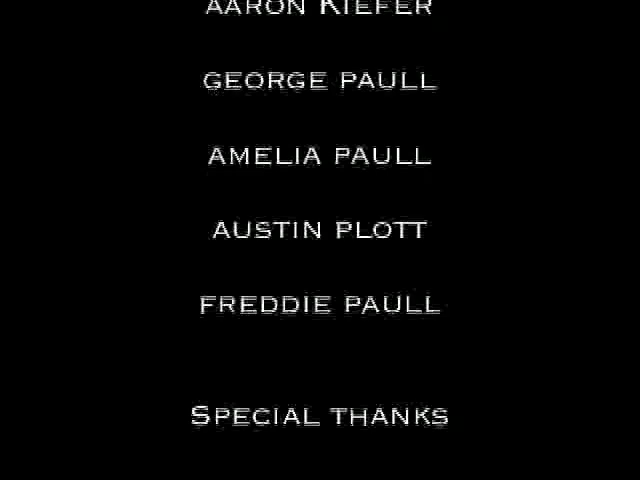 AARON KIEFER
GEORGE PAULL
AMELIA PAULL
AUSTIN PLOTT
FREDDIE PAULL
SPECIAL THANKS